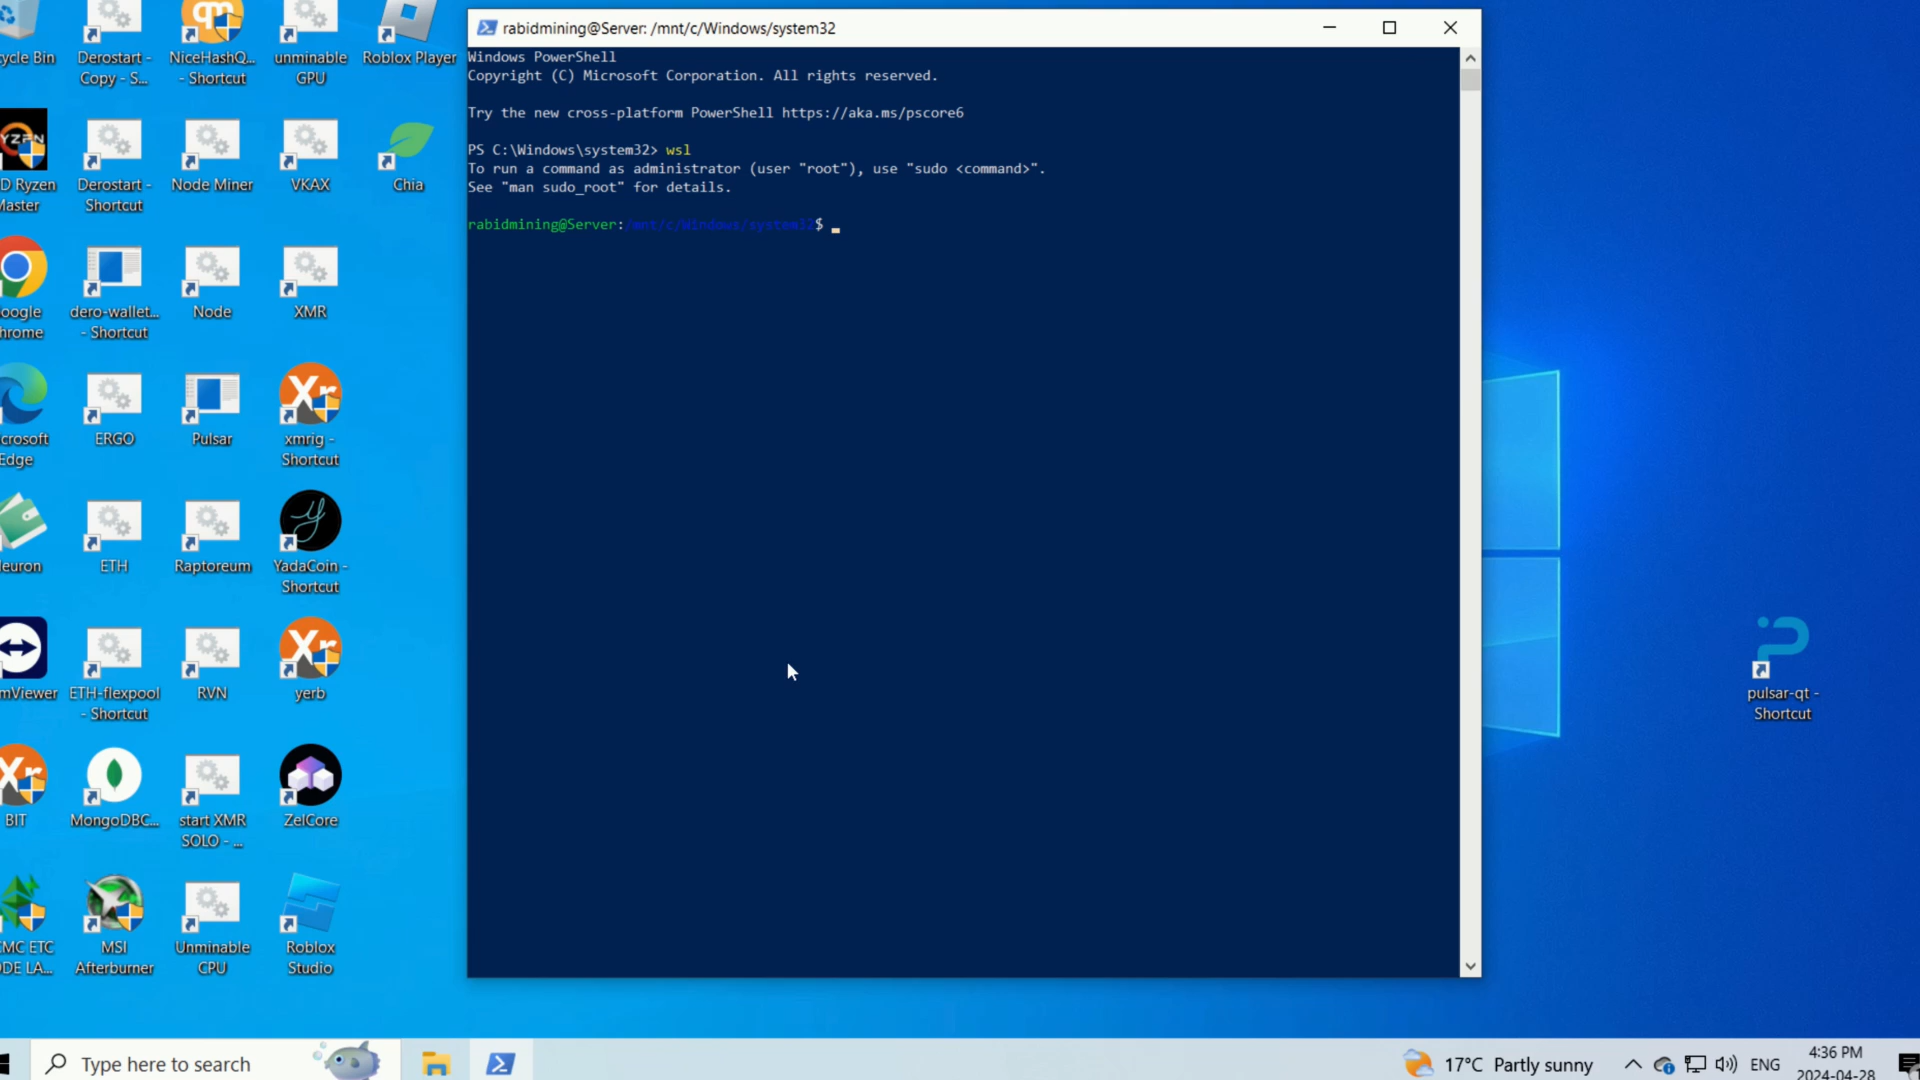 rabidmining@Server: /mnt/c/Windows/system32
Windows PowerShell
Copyright (C) Microsoft Corporation. All rights reserved.
Try the new cross-platform PowerShell https://aka.ms/pscore6
PS C:\Windows\system32> wsl
To run a command as administrator (user "root"), use "sudo <command>".
See "man sudo_root" for details.
rabidmining@Server:/mnt/c/Windows/system32$
ycle Bin
Derostart -
Copy - S...
NiceHashQ...
- Shortcut
unminable
GPU
Roblox Player
YZEN
D Ryzen
Master
Derostart -
Shortcut
Node Miner
VKAX
Chia
oogle
hrome
dero-wallet...
- Shortcut
Node
XMR
crosoft
Edge
ERGO
Pulsar
xmrig -
Shortcut
leuron
ETH
Raptoreum
YadaCoin -
Shortcut
mViewer
ETH-flexpool
- Shortcut
RVN
yerb
BIT
MongoDBC...
start XMR
SOLO - ...
ZelCore
MC ETC
DE LA...
MSI
Afterburner
Unminable
CPU
Roblox
Studio
pulsar-qt -
Shortcut
Type here to search
17°C Partly sunny
ENG
4:36 PM
2024-04-28